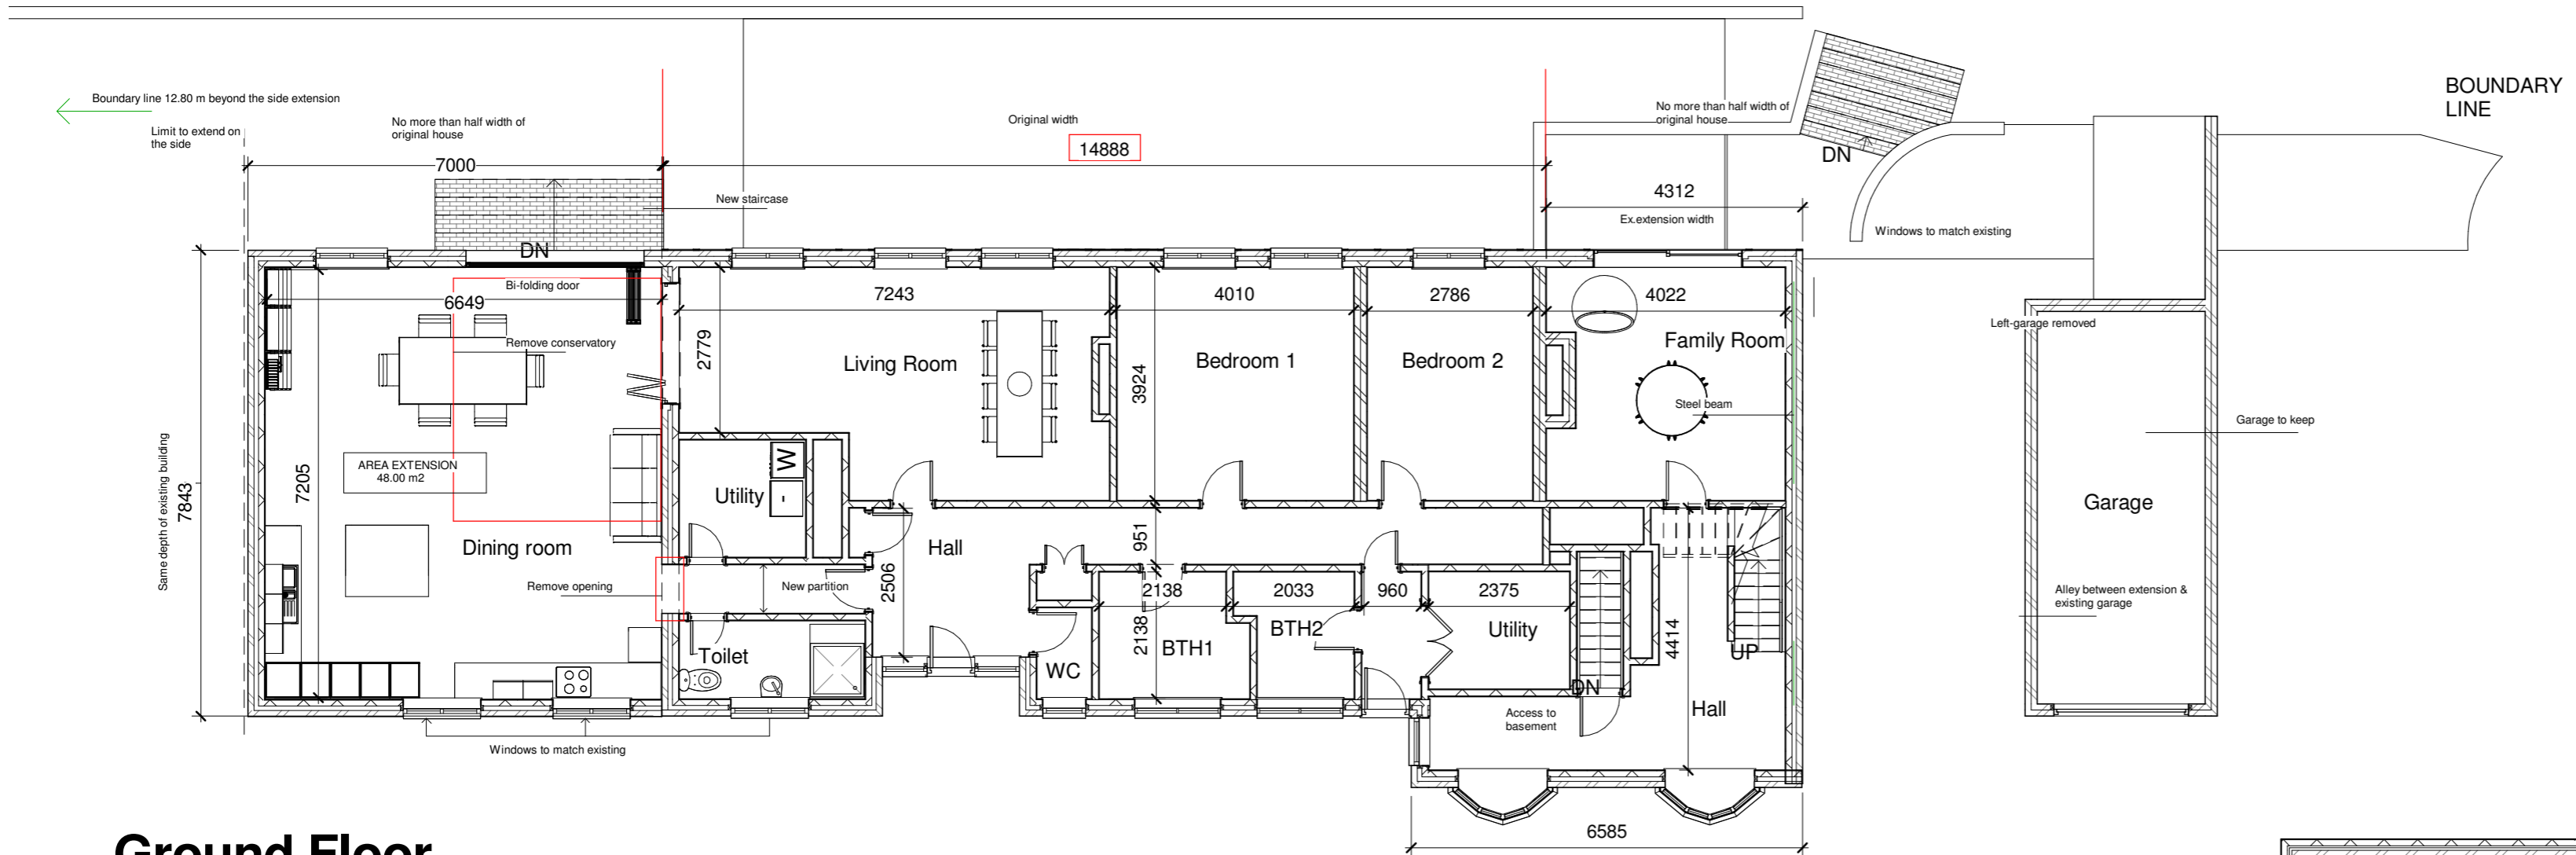 BOUNDARY
LINE
Boundary line 12.80 m beyond the side extension
No more than half width of
original house
Original width
No more than half width of
original house
Limit to extend on
the side
14888
DN
7000
4312
New staircase
Ex.extension width
Windows to match existing
DN
Bi-folding door
6649
7243
4010
2786
4022
Left-garage removed
Remove conservatory
2779
Living Room
3924
Bedroom 1
Bedroom 2
Family Room
Steel beam
Garage to keep
Same depth of existing building
7843
7205
AREA EXTENSION
48.00 m2
W
Utility
Garage
Dining room
Hall
951
Remove opening
New partition
2506
2138
2033
960
2375
Alley between extension &
existing garage
2138
BTH1
BTH2
Utility
4414
UP
Toilet
WC
DN
Hall
Access to
basement
Windows to match existing
6585
Ground Floor